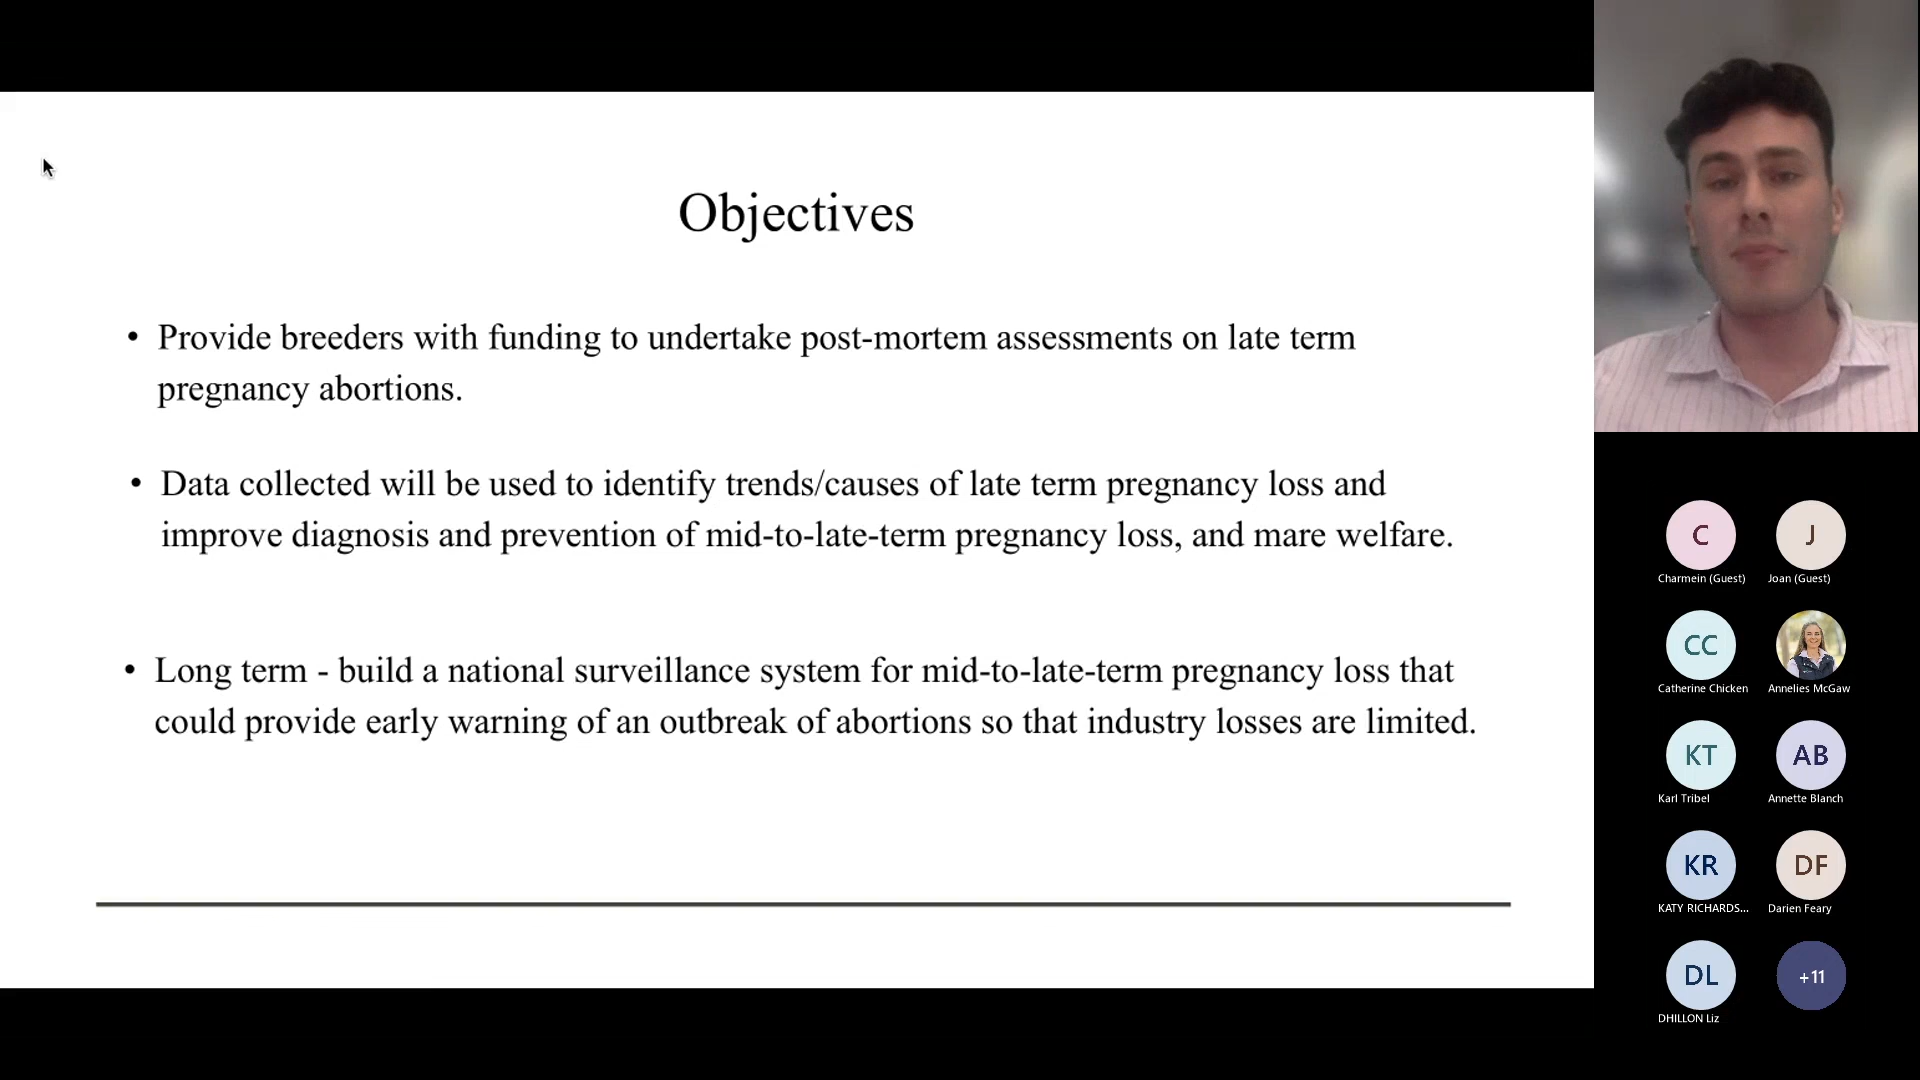 Objectives
• Provide breeders with funding to undertake post-mortem assessments on late term
pregnancy abortions.
• Data collected will be used to identify trends/causes of late term pregnancy loss and
improve diagnosis and prevention of mid-to-late-term pregnancy loss, and mare welfare.
• Long term - build a national surveillance system for mid-to-late-term pregnancy loss that
could provide early warning of an outbreak of abortions so that industry losses are limited.
C
J
Charmein (Guest)
Joan (Guest)
CC
Catherine Chicken
Annelies McGaw
KT
AB
Karl Tribel
Annette Blanch
KR
DF
KATY RICHARDS...
Darien Feary
DL
+11
DHILLON Liz